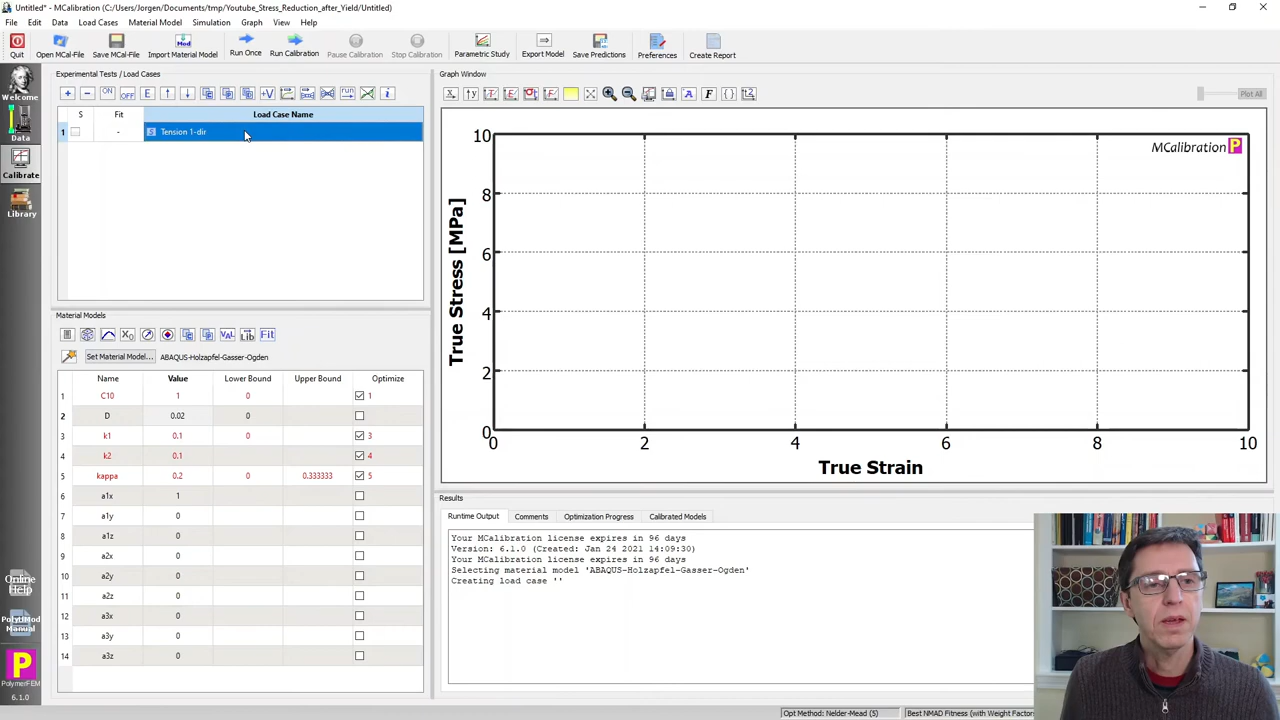 Untitled* - MCalibration (C:/Users/Jorgen/Documents/tmp/Youtube_Stress_Reduction_after_Yield/Untitled)
File Edit Data Load Cases Material Model Simulation Graph View Help
Quit Open MCal-File Save MCal-File Import Material Model Run Once Run Calibration Pause Calibration Stop Calibration Parametric Study Export Model Save Predictions Preferences Create Report
Welcome
Data
Calibrate
Library
Online Help
PolyUMod Manual
PolymerFEM
6.1.0
Experimental Tests / Load Cases
S Fit Load Case Name
1 - S Tension 1-dir
Material Models
Set Material Model... ABAQUS-Holzapfel-Gasser-Ogden
Name Value Lower Bound Upper Bound Optimize
1 C10 1 0 1
2 D 0.02 0
3 k1 0.1 0 3
4 k2 0.1 4
5 kappa 0.2 0 0.333333 5
6 a1x 1
7 a1y 0
8 a1z 0
9 a2x 0
10 a2y 0
11 a2z 0
12 a3x 0
13 a3y 0
14 a3z 0
Graph Window
Plot All
MCalibration P
True Stress [MPa]
10
8
6
4
2
0
0 2 4 6 8 10
True Strain
Results
Runtime Output Comments Optimization Progress Calibrated Models
Your MCalibration license expires in 96 days
Version: 6.1.0 (Created: Jan 24 2021 14:09:30)
Your MCalibration license expires in 96 days
Selecting material model 'ABAQUS-Holzapfel-Gasser-Ogden'
Creating load case ''
Opt Method: Nelder-Mead (5) Best NMAD Fitness (with Weight Factor